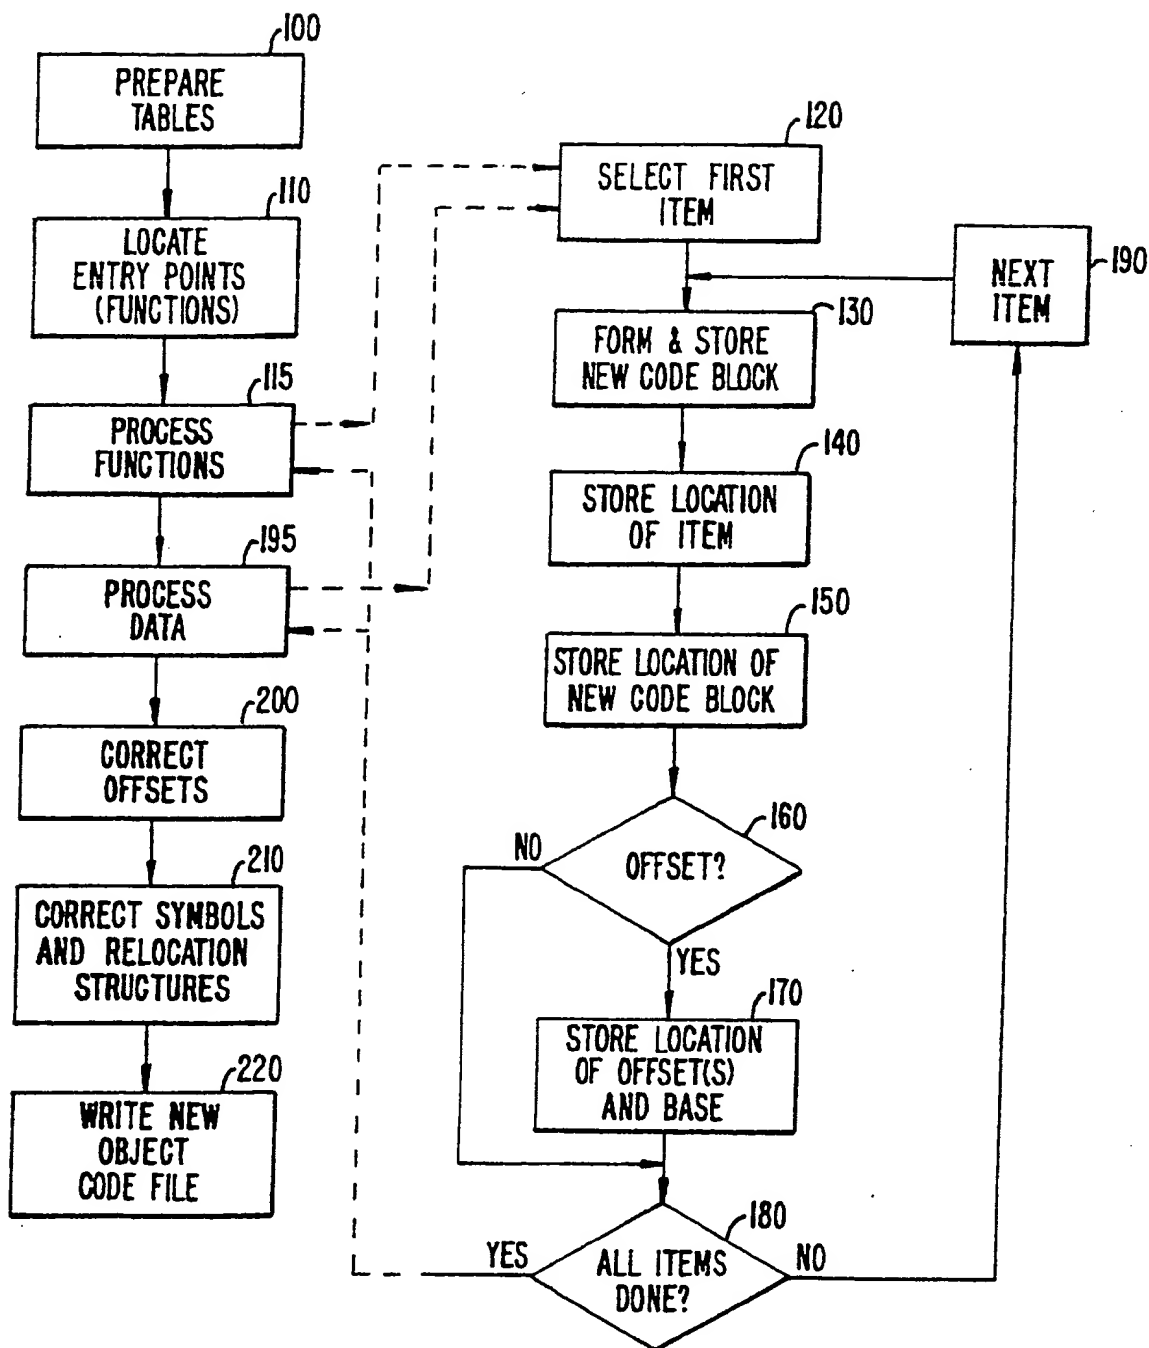 100
PREPARE
TABLES
110
LOCATE
ENTRY POINTS
(FUNCTIONS)
115
PROCESS
FUNCTIONS
195
PROCESS
DATA
200
CORRECT
OFFSETS
210
CORRECT SYMBOLS
AND RELOCATION
STRUCTURES
220
WRITE NEW
OBJECT
CODE FILE
120
SELECT FIRST
ITEM
190
NEXT
ITEM
130
FORM & STORE
NEW CODE BLOCK
140
STORE LOCATION
OF ITEM
150
STORE LOCATION OF
NEW CODE BLOCK
160
NO
OFFSET?
YES
170
STORE LOCATION
OF OFFSET(S)
AND BASE
180
YES
ALL ITEMS
DONE?
NO